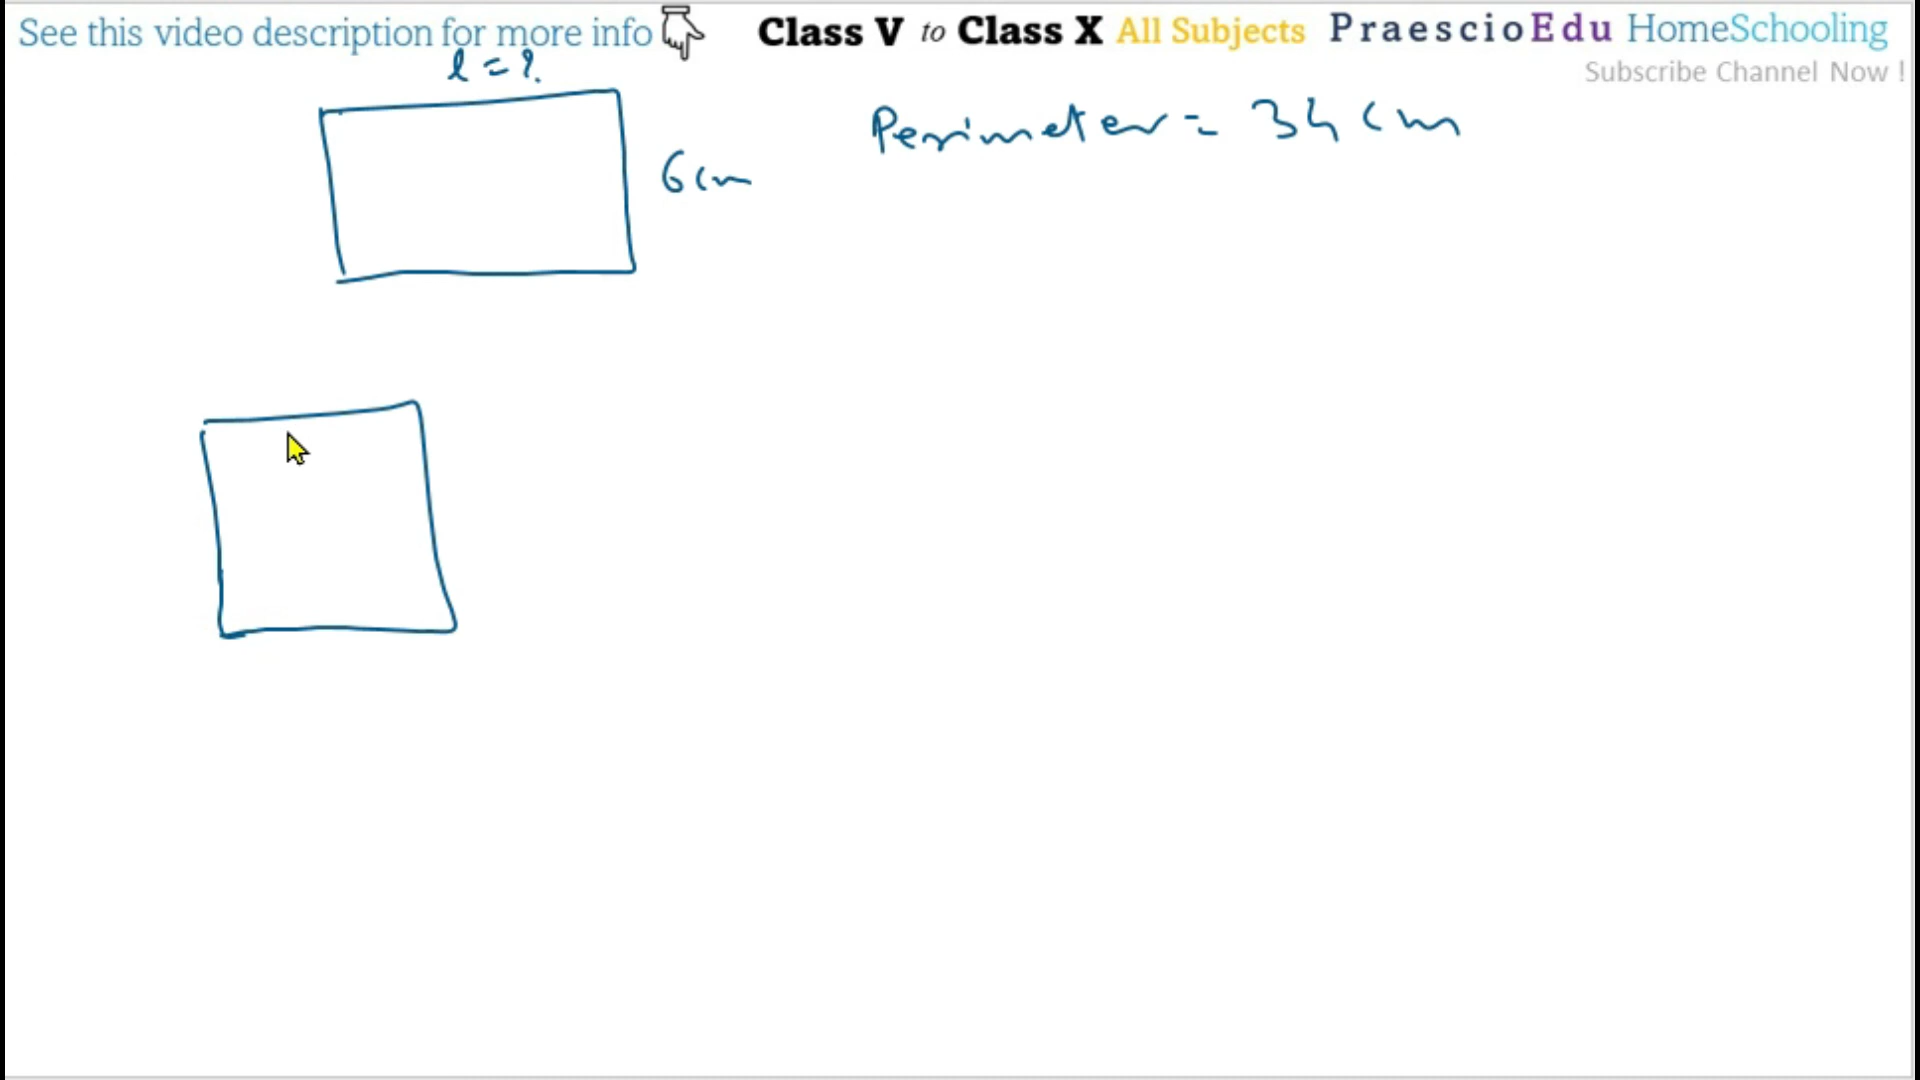 See this video description for more info Class V to Class X All Subjects PraescioEdu HomeSchooling
Subscribe Channel Now !
l = ?
Perimeter = 34 cm
6 cm